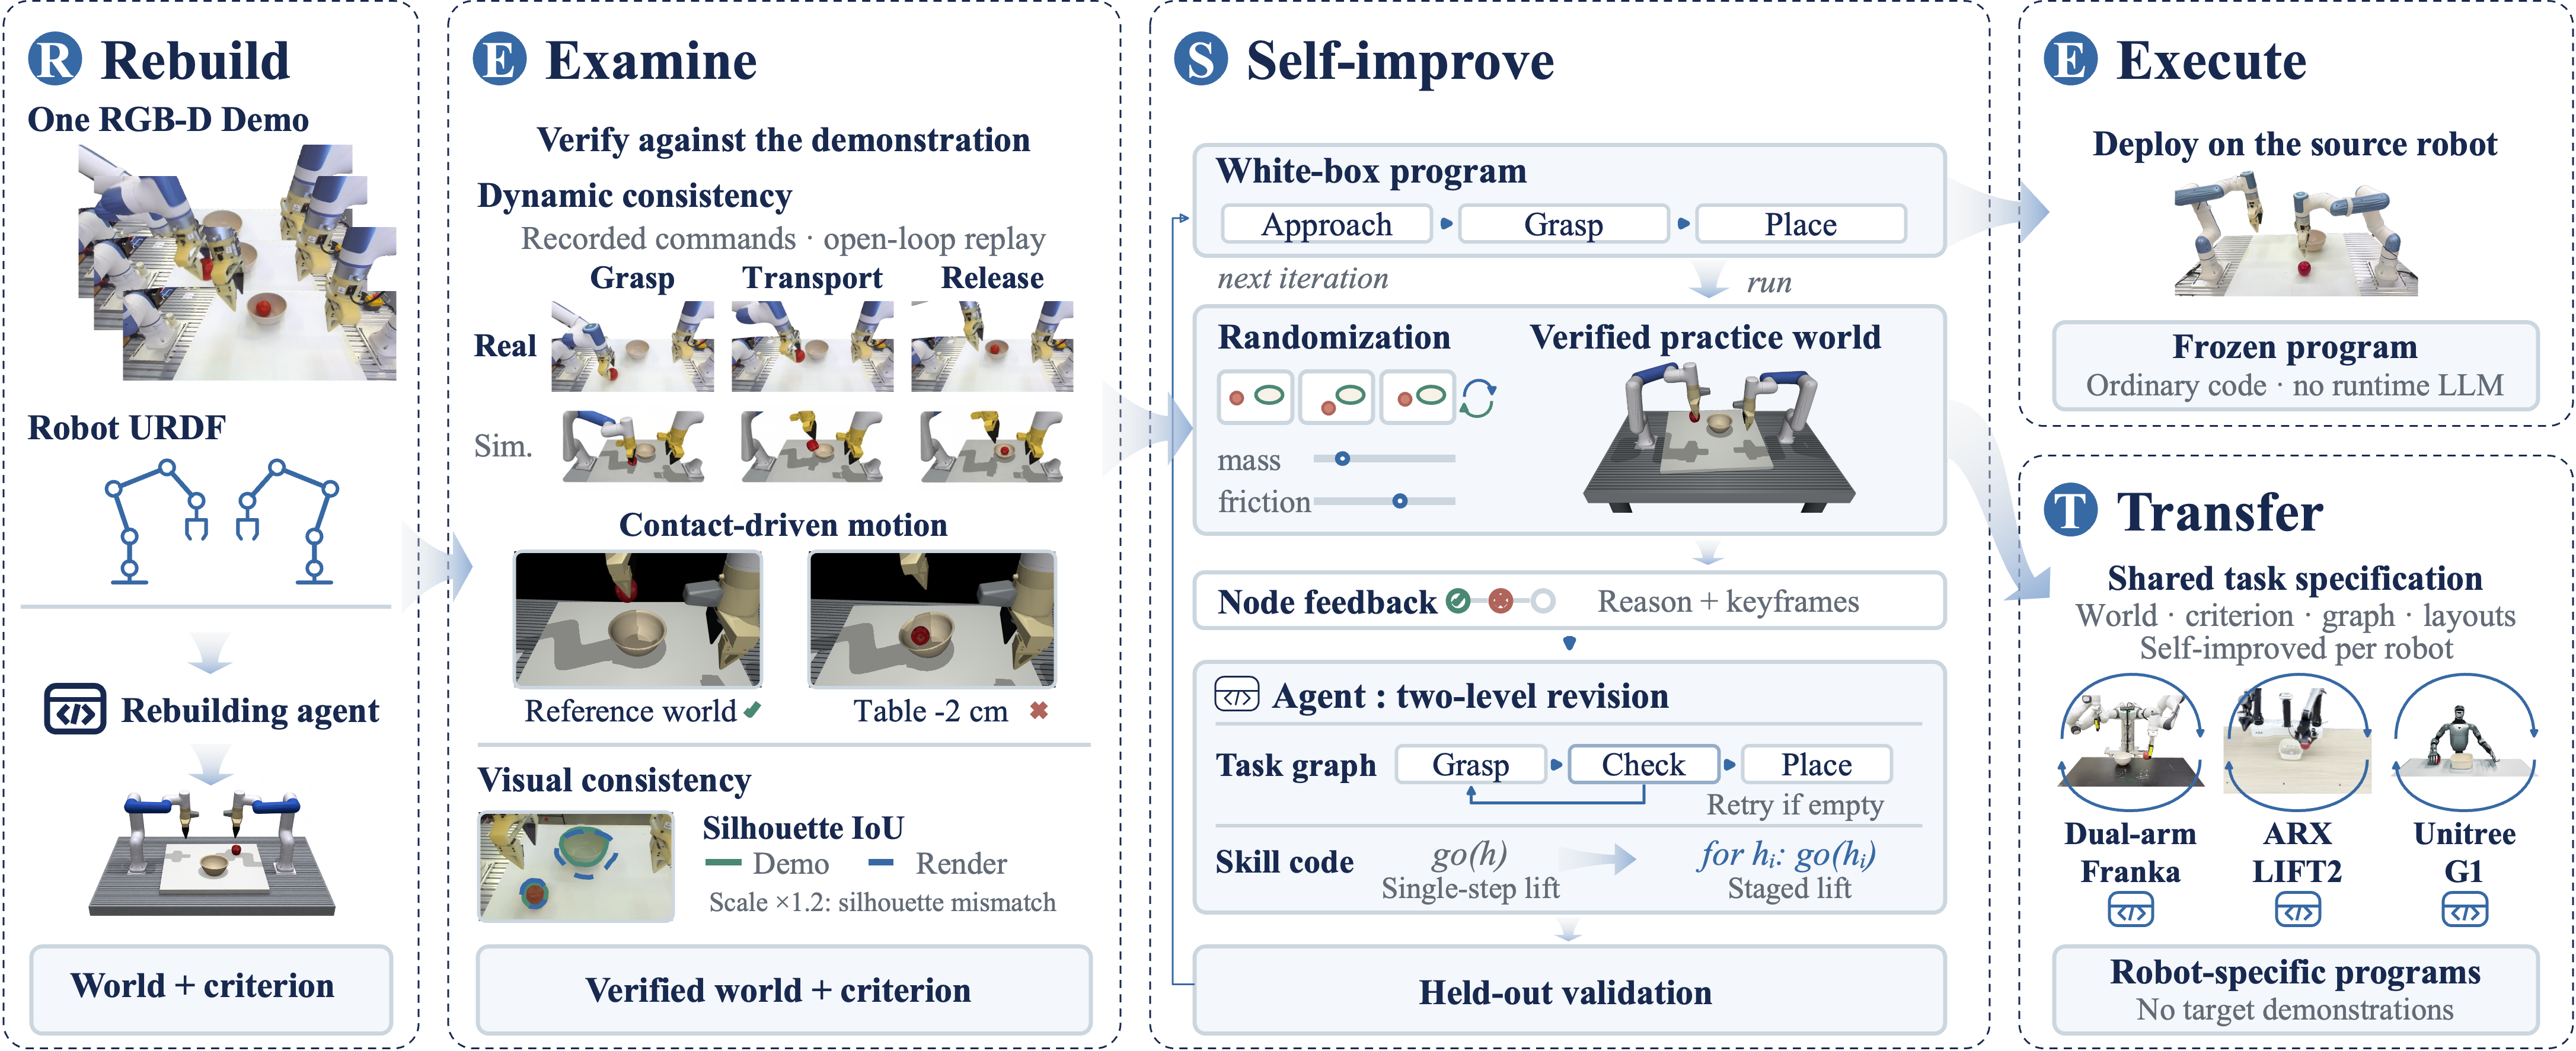 R Rebuild
One RGB-D Demo
Robot URDF
Rebuilding agent
World + criterion
E Examine
Verify against the demonstration
Dynamic consistency
Recorded commands · open-loop replay
Grasp Transport Release
Real
Sim.
Contact-driven motion
Reference world
Table -2 cm
Visual consistency
Silhouette IoU
Demo Render
Scale ×1.2: silhouette mismatch
Verified world + criterion
S Self-improve
White-box program
Approach Grasp Place
next iteration run
Randomization Verified practice world
mass
friction
Node feedback Reason + keyframes
</> Agent : two-level revision
Task graph Grasp Check Place
Retry if empty
Skill code go(h) for hᵢ: go(hᵢ)
Single-step lift Staged lift
Held-out validation
E Execute
Deploy on the source robot
Frozen program
Ordinary code · no runtime LLM
T Transfer
Shared task specification
World · criterion · graph · layouts
Self-improved per robot
Dual-arm ARX Unitree
Franka LIFT2 G1
</> </> </>
Robot-specific programs
No target demonstrations